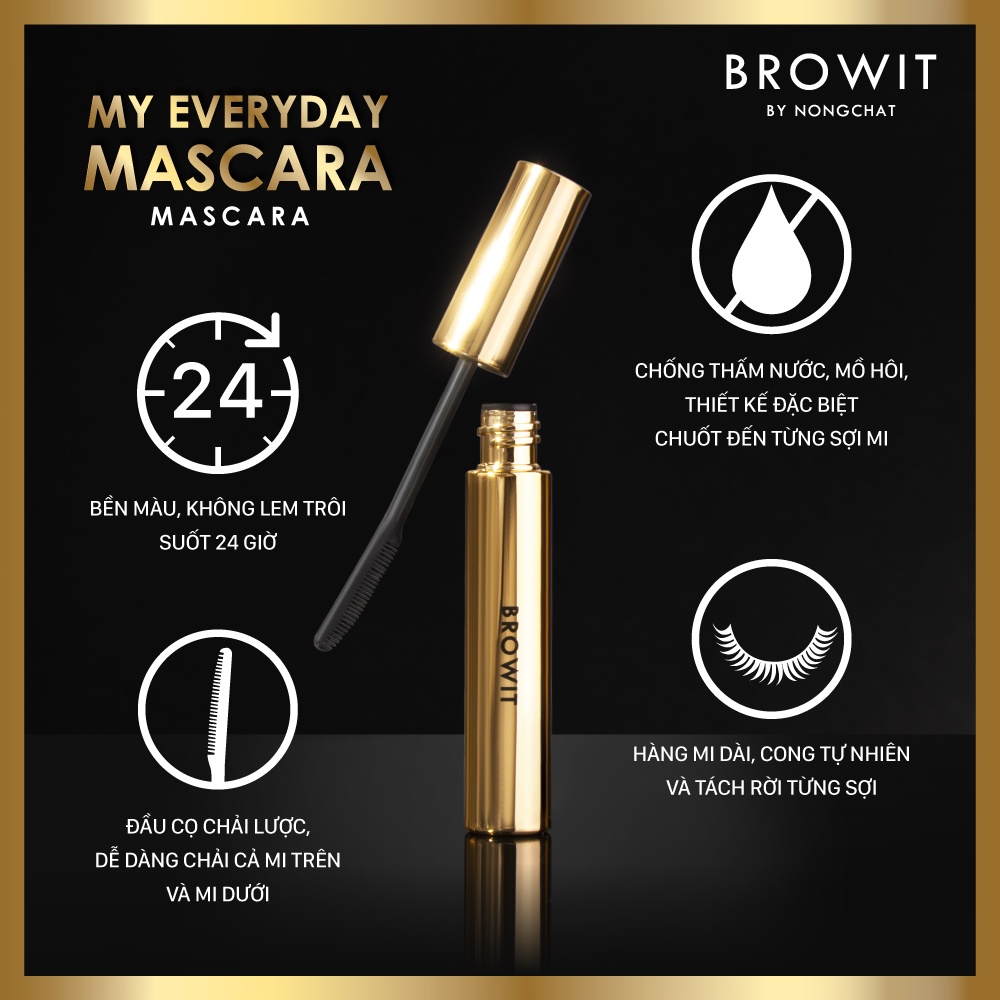 BROWIT
BY NONGCHAT
MY EVERYDAY
MASCARA
MASCARA
24
BỀN MÀU, KHÔNG LEM TRÔI
SUỐT 24 GIỜ
CHỐNG THẤM NƯỚC, MỒ HÔI,
THIẾT KẾ ĐẶC BIỆT
CHUỐT ĐẾN TỪNG SỢI MI
BROWIT
ĐẦU CỌ CHẢI LƯỢC,
DỄ DÀNG CHẢI CẢ MI TRÊN
VÀ MI DƯỚI
HÀNG MI DÀI, CONG TỰ NHIÊN
VÀ TÁCH RỜI TỪNG SỢI